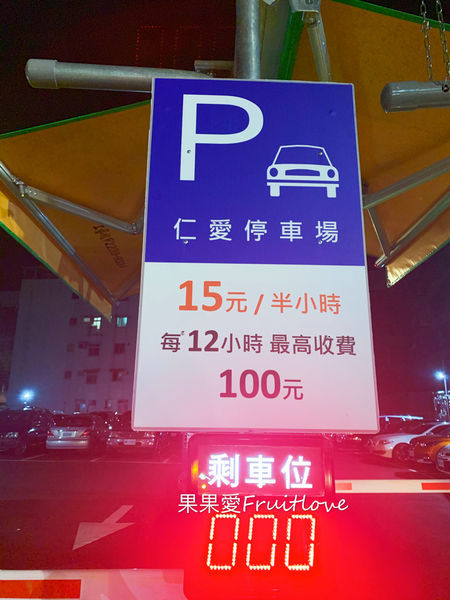 P
仁愛停車場
15元 / 半小時
每12小時 最高收費
100元
剩車位
果果愛Fruitlove
000